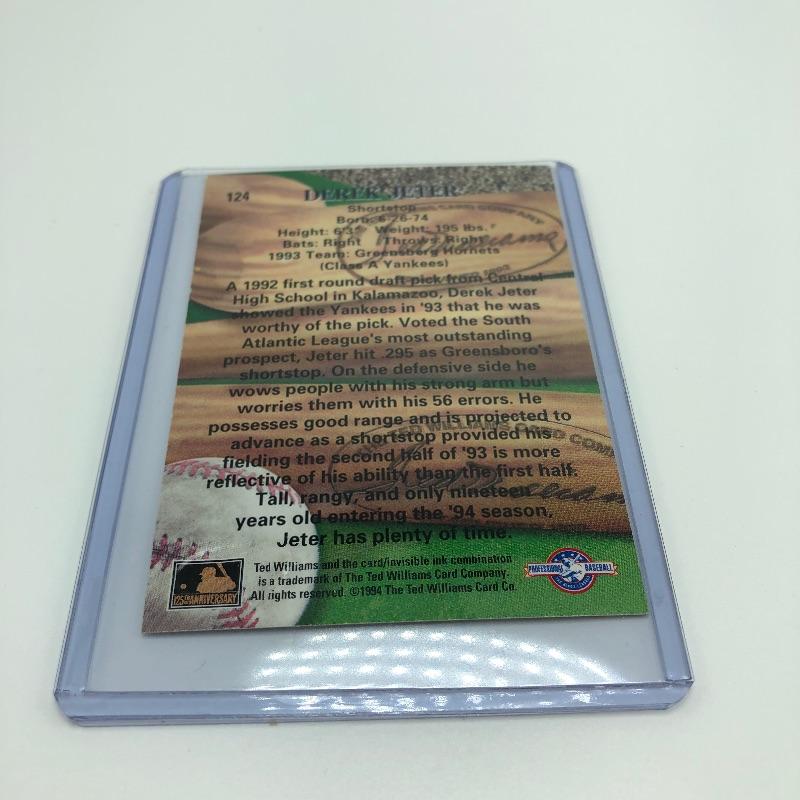 124
DEREK JETER
Shortstop
Born: 6-26-74
Height: 6'3" Weight: 195 lbs.
Bats: Right Throws: Right
1993 Team: Greensberg Hornets
(Class A Yankees)
A 1992 first round draft pick from Central
High School in Kalamazoo, Derek Jeter
showed the Yankees in '93 that he was
worthy of the pick. Voted the South
Atlantic League's most outstanding
prospect, Jeter hit .295 as Greensboro's
shortstop. On the defensive side he
wows people with his strong arm but
worries them with his 56 errors. He
possesses good range and is projected to
advance as a shortstop provided his
fielding the second half of '93 is more
reflective of his ability than the first half.
Tall, rangy, and only nineteen
years old entering the '94 season,
Jeter has plenty of time.
Ted Williams and the card/invisible ink combination
is a trademark of The Ted Williams Card Company.
All rights reserved. ©1994 The Ted Williams Card Co.
125TH ANNIVERSARY
PROFESSIONAL BASEBALL